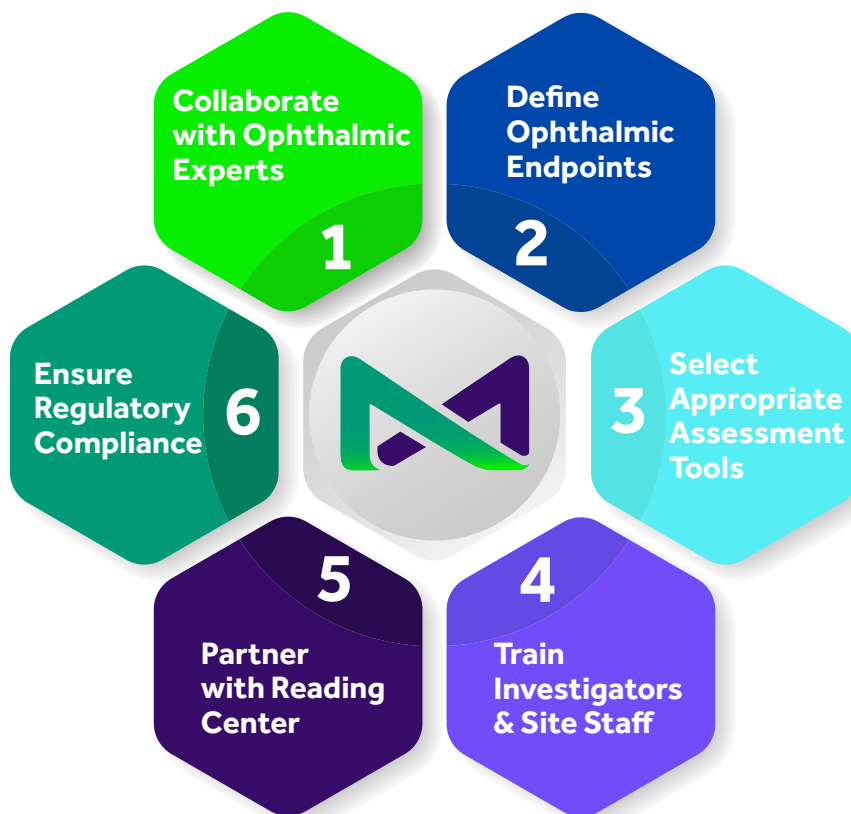 1
Collaborate
with Ophthalmic
Experts
2
Define
Ophthalmic
Endpoints
3
Select
Appropriate
Assessment
Tools
4
Train
Investigators
& Site Staff
5
Partner
with Reading
Center
6
Ensure
Regulatory
Compliance